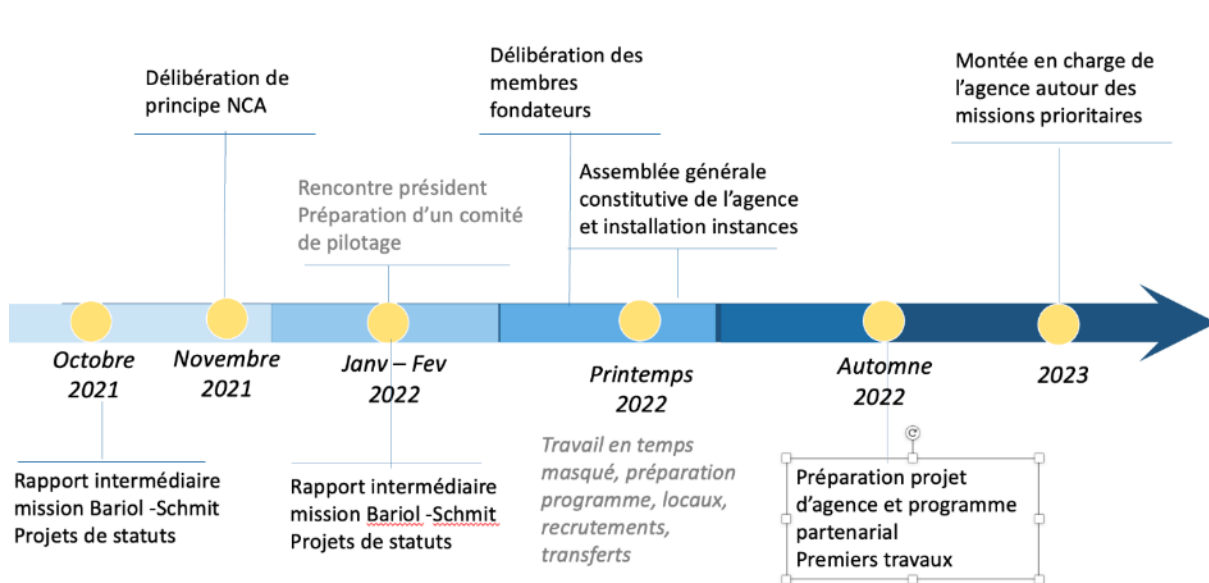 Délibération de
principe NCA
Délibération des
membres
fondateurs
Montée en charge de
l'agence autour des
missions prioritaires
Rencontre président
Préparation d'un comité
de pilotage
Assemblée générale
constitutive de l'agence
et installation instances
Octobre
2021
Novembre
2021
Janv – Fev
2022
Printemps
2022
Automne
2022
2023
Rapport intermédiaire
mission Bariol -Schmit
Projets de statuts
Rapport intermédiaire
mission Bariol -Schmit
Projets de statuts
Travail en temps
masqué, préparation
programme, locaux,
recrutements,
transferts
Préparation projet
d'agence et programme
partenarial
Premiers travaux